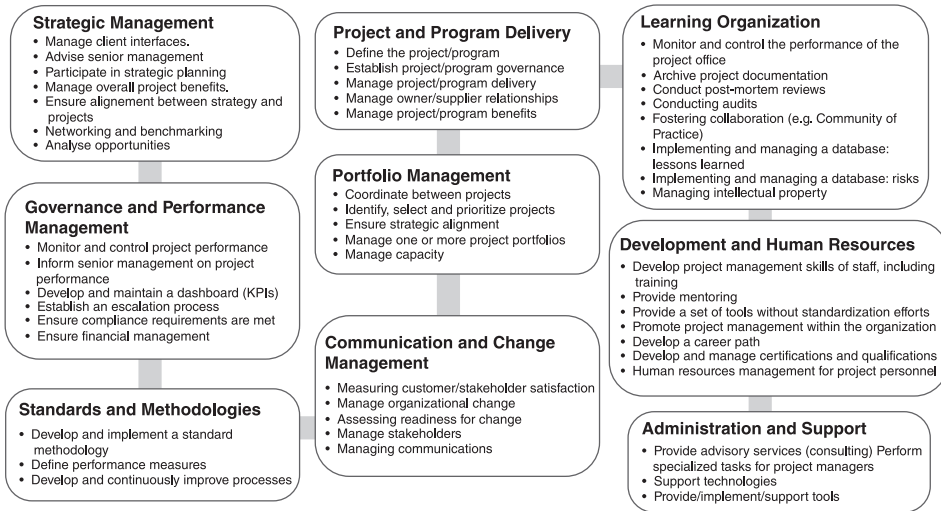 Strategic Management
• Manage client interfaces.
• Advise senior management
• Participate in strategic planning
• Manage overall project benefits.
• Ensure alignement between strategy and
projects
• Networking and benchmarking
• Analyse opportunities
Governance and Performance
Management
• Monitor and control project performance
• Inform senior management on project
performance
• Develop and maintain a dashboard (KPIs)
• Establish an escalation process
• Ensure compliance requirements are met
• Ensure financial management
Standards and Methodologies
• Develop and implement a standard
methodology
• Define performance measures
• Develop and continuously improve processes
Project and Program Delivery
• Define the project/program
• Establish project/program governance
• Manage project/program delivery
• Manage owner/supplier relationships
• Manage project/program benefits
Portfolio Management
• Coordinate between projects
• Identify, select and prioritize projects
• Ensure strategic alignment
• Manage one or more project portfolios
• Manage capacity
Communication and Change
Management
• Measuring customer/stakeholder satisfaction
• Manage organizational change
• Assessing readiness for change
• Manage stakeholders
• Managing communications
Learning Organization
• Monitor and control the performance of the
project office
• Archive project documentation
• Conduct post-mortem reviews
• Conducting audits
• Fostering collaboration (e.g. Community of
Practice)
• Implementing and managing a database:
lessons learned
• Implementing and managing a database: risks
• Managing intellectual property
Development and Human Resources
• Develop project management skills of staff, including
training
• Provide mentoring
• Provide a set of tools without standardization efforts
• Promote project management within the organization
• Develop a career path
• Develop and manage certifications and qualifications
• Human resources management for project personnel
Administration and Support
• Provide advisory services (consulting) Perform
specialized tasks for project managers
• Support technologies
• Provide/implement/support tools